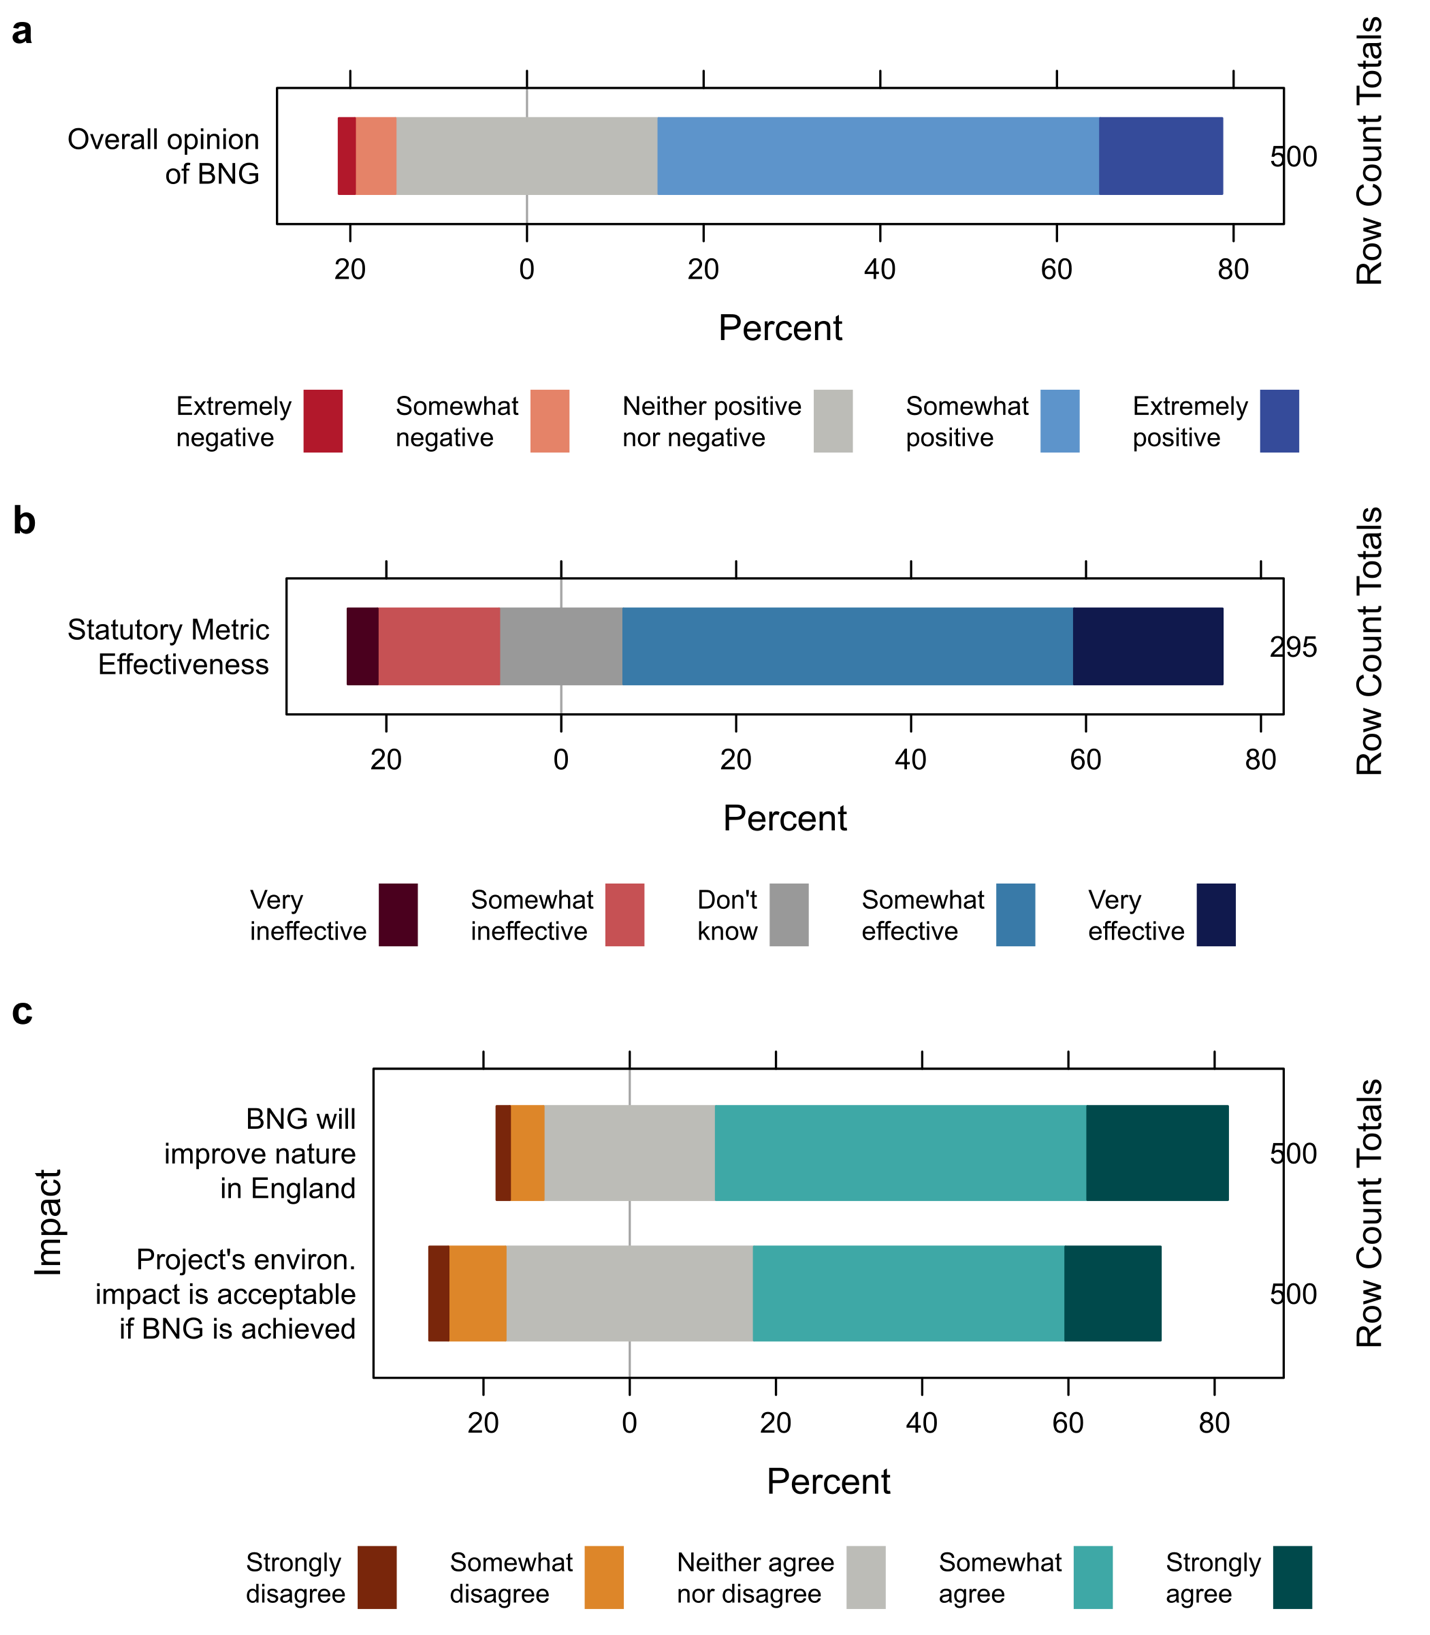 a
Overall opinion
of BNG
500
Row Count Totals
20 0 20 40 60 80
Percent
Extremely
negative
Somewhat
negative
Neither positive
nor negative
Somewhat
positive
Extremely
positive
b
Statutory Metric
Effectiveness
295
Row Count Totals
20 0 20 40 60 80
Percent
Very
ineffective
Somewhat
ineffective
Don't
know
Somewhat
effective
Very
effective
c
Impact
BNG will
improve nature
in England
500
Project's environ.
impact is acceptable
if BNG is achieved
500
Row Count Totals
20 0 20 40 60 80
Percent
Strongly
disagree
Somewhat
disagree
Neither agree
nor disagree
Somewhat
agree
Strongly
agree